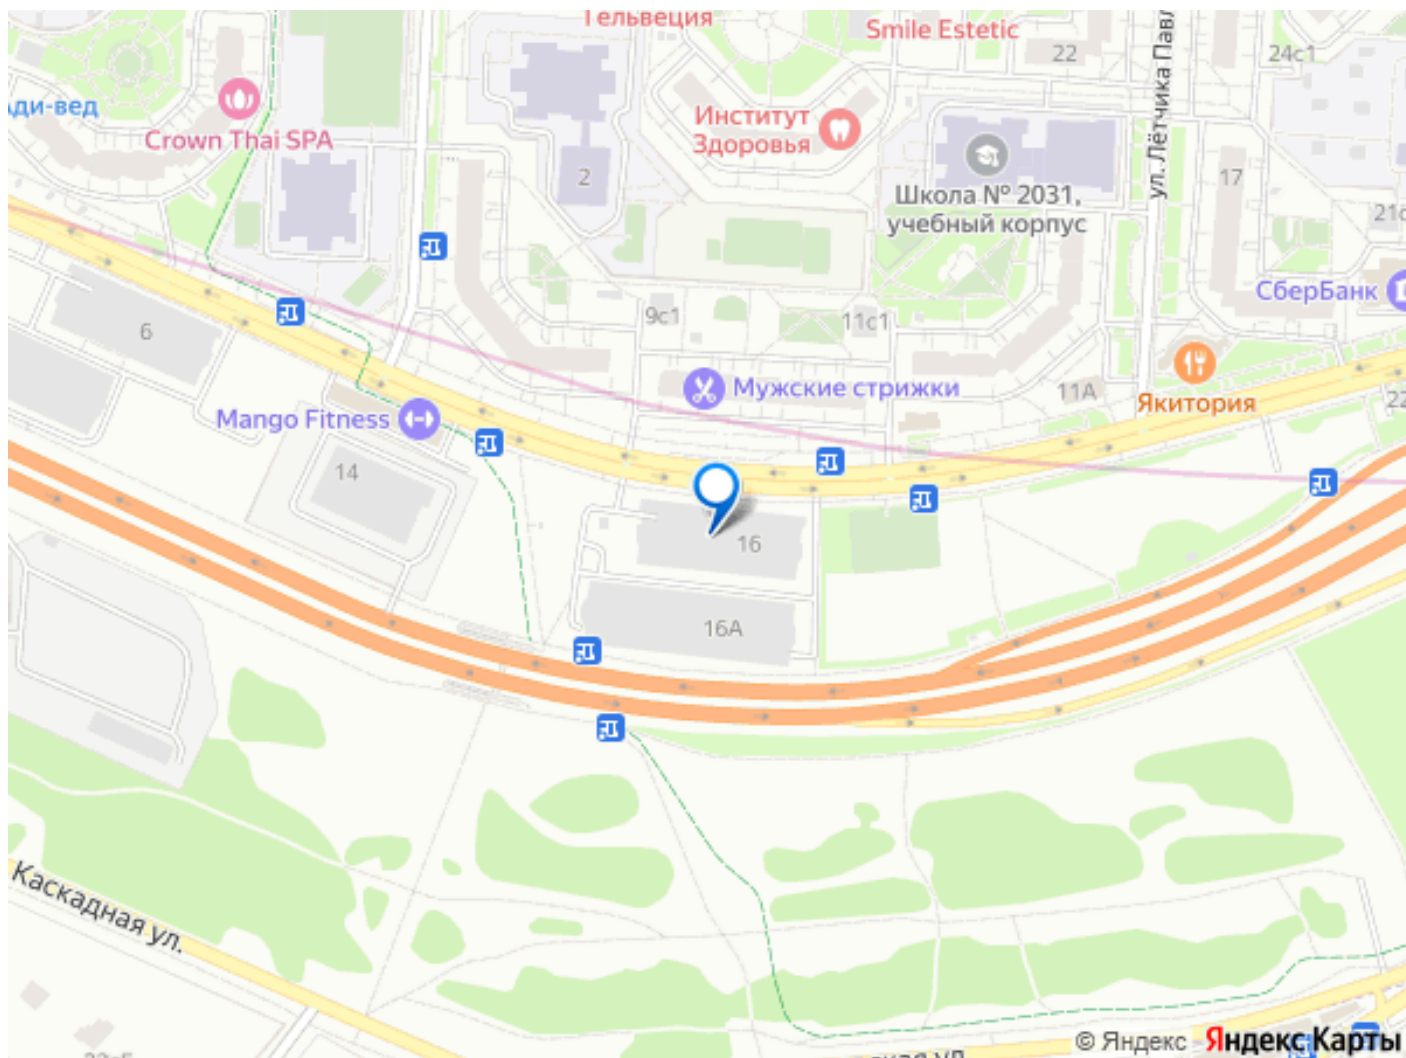 Гельвеция
Smile Estetic
22
24с1
ул. Лётчика Павл
ди-вед
Crown Thai SPA
Институт
Здоровья
2
Школа № 2031,
учебный корпус
17
СберБанк
6
9с1
11с1
Мужские стрижки
11А
Якитория
22
Mango Fitness
14
16
16А
Каскадная ул.
© Яндекс Яндекс Карты